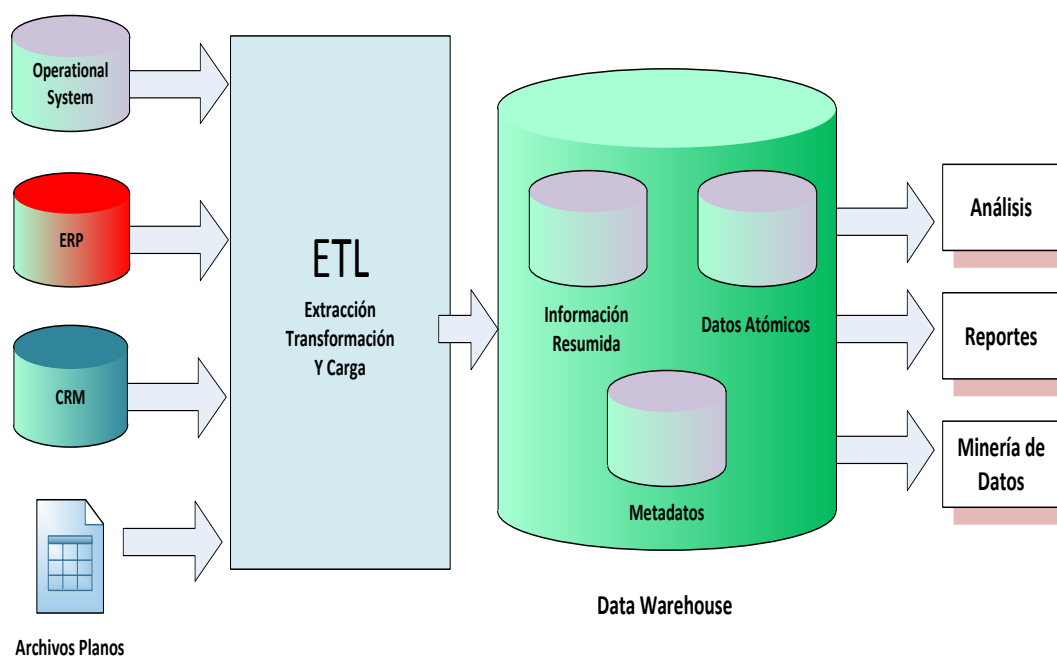 Operational
System
ERP
CRM
Archivos Planos
ETL
Extracción
Transformación
Y Carga
Información
Resumida
Datos Atómicos
Metadatos
Data Warehouse
Análisis
Reportes
Minería de
Datos